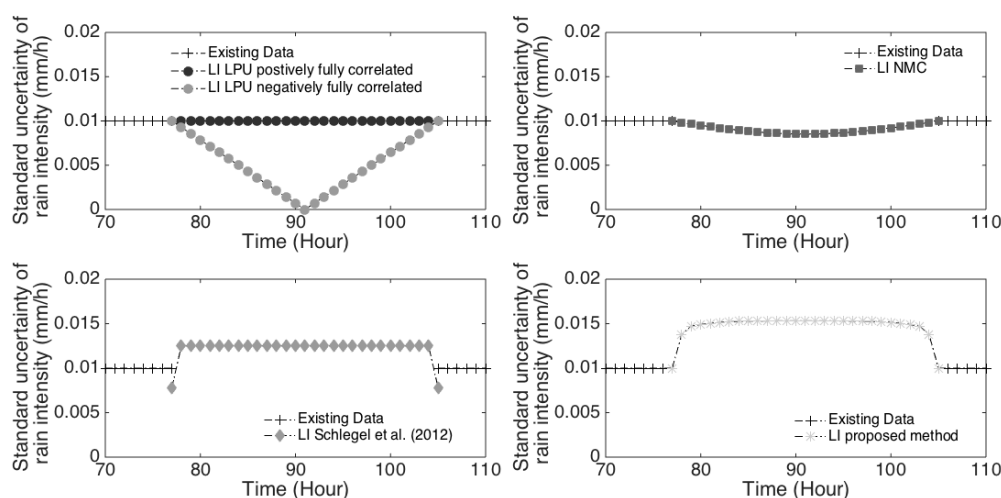 Standard uncertainty of
rain intensity (mm/h)
0.02
0.015
0.01
0.005
0
Existing Data
LI LPU postively fully correlated
LI LPU negatively fully correlated
70 80 90 100 110
Time (Hour)
Standard uncertainty of
rain intensity (mm/h)
0.02
0.015
0.01
0.005
0
Existing Data
LI NMC
70 80 90 100 110
Time (Hour)
Standard uncertainty of
rain intensity (mm/h)
0.02
0.015
0.01
0.005
0
Existing Data
LI Schlegel et al. (2012)
70 80 90 100 110
Time (Hour)
Standard uncertainty of
rain intensity (mm/h)
0.02
0.015
0.01
0.005
0
Existing Data
LI proposed method
70 80 90 100 110
Time (Hour)